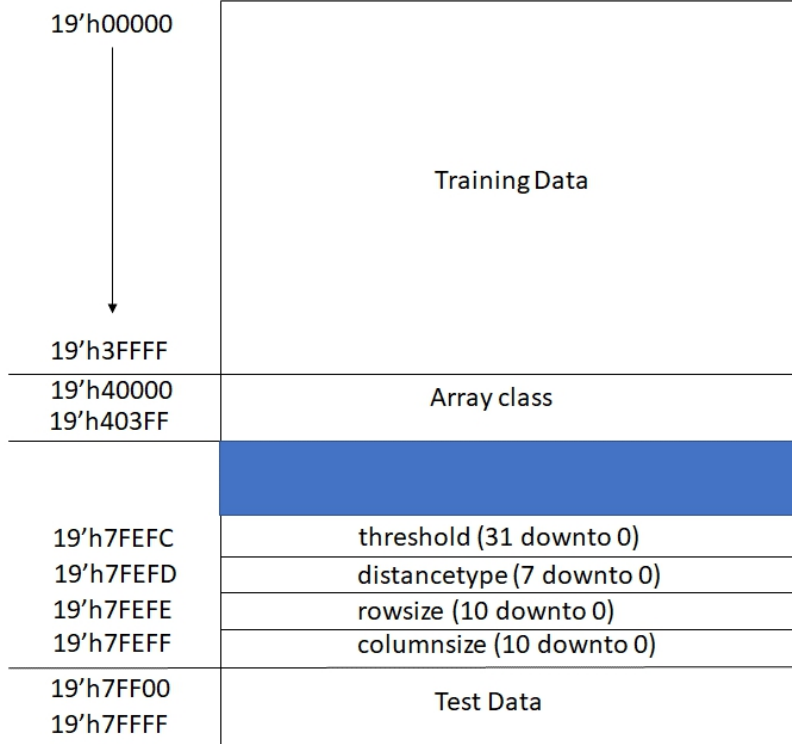 19’h00000
Training Data
19’h3FFFF
19’h40000
Array class
19’h403FF
19’h7FEFC threshold (31 downto 0)
19’h7FEFD distancetype (7 downto 0)
19’h7FEFE rowsize (10 downto 0)
19’h7FEFF columnsize (10 downto 0)
19’h7FF00
Test Data
19’h7FFFF